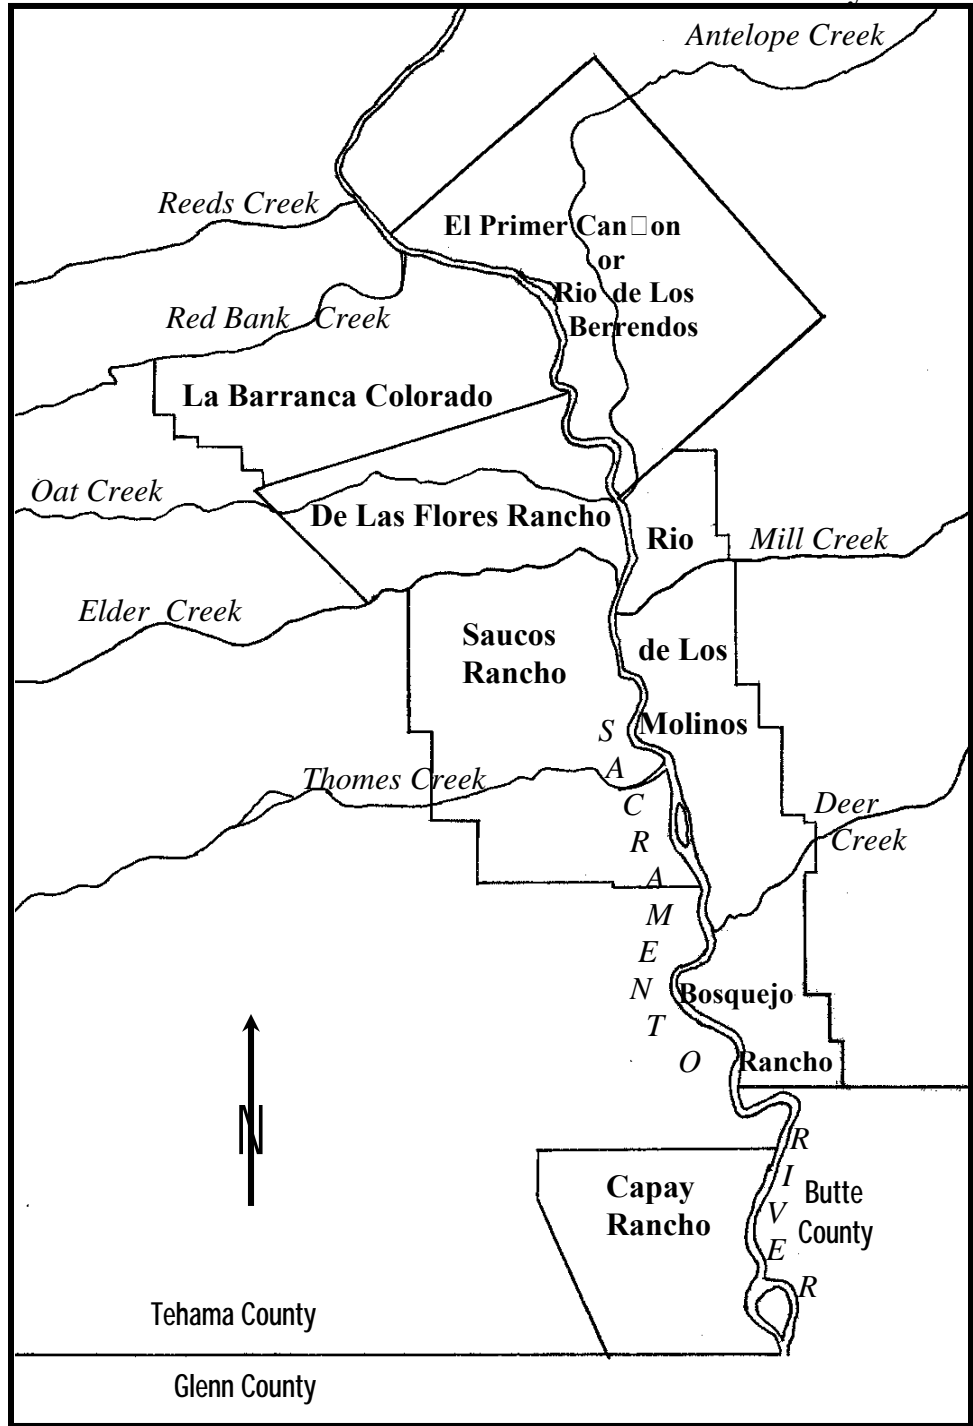 Antelope Creek
Reeds Creek
El Primer Can□on
or
Rio de Los
Berrendos
Red Bank Creek
La Barranca Colorado
Oat Creek
De Las Flores Rancho
Rio
Mill Creek
Elder Creek
Saucos
Rancho
de Los
Molinos
Thomes Creek
Deer
Creek
S
A
C
R
A
M
E
N
T
O
Bosquejo
Rancho
N
R
I
V
E
R
Capay
Rancho
Butte
County
Tehama County
Glenn County